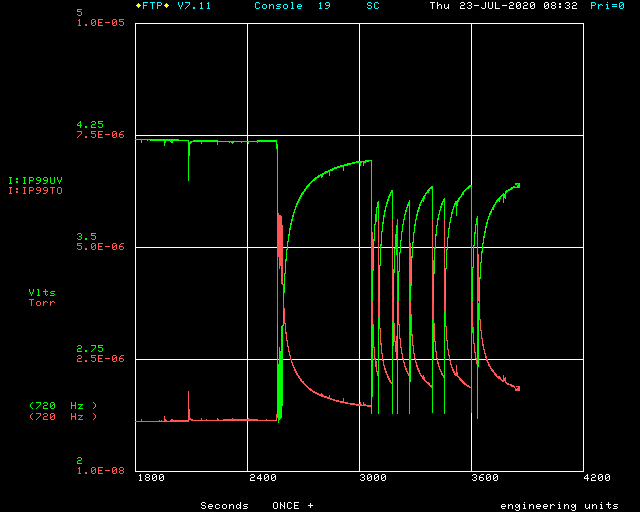 ◆FTP◆ V7.11 Console 19 SC Thu 23-JUL-2020 08:32 Pri=0
5
1.0E-05
4.25
7.5E-06
I:IP99UV
I:IP99TO
3.5
5.0E-06
Vlts
Torr
2.75
2.5E-06
(720 Hz )
(720 Hz )
2
1.0E-08
1800 2400 3000 3600 4200
Seconds ONCE + engineering units